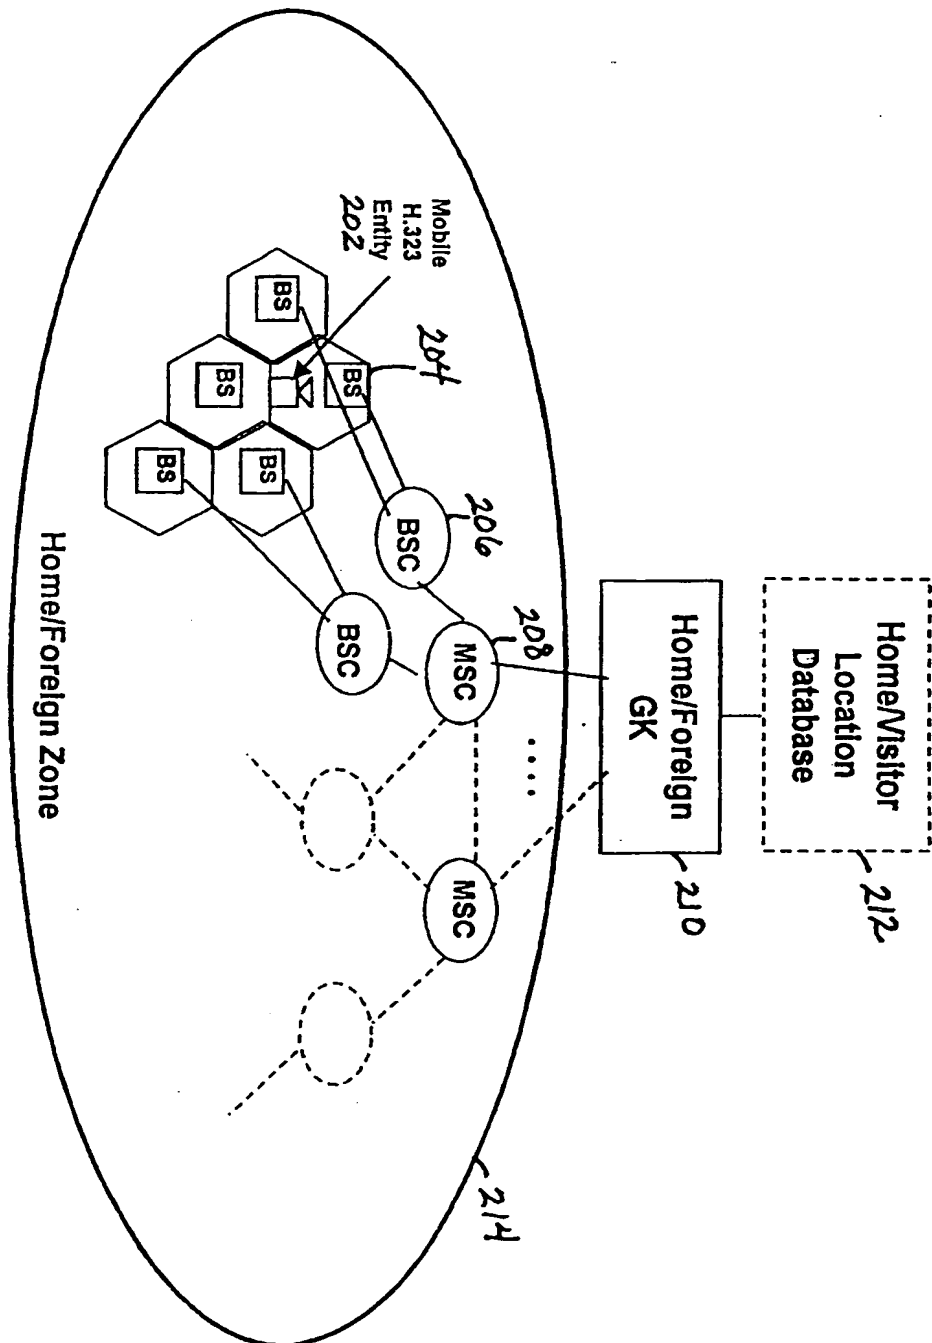 Home/Visitor
Location
Database
212
Home/Foreign
GK
210
Mobile
H.323
Entity
202
204
206
208
BS
BS
BS
BS
BS
BSC
BSC
MSC
MSC
....
214
Home/Foreign Zone